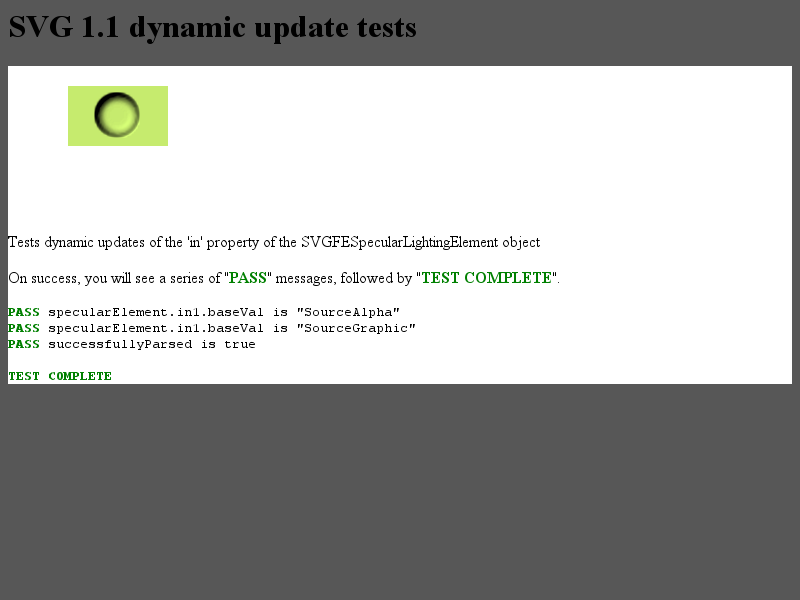 SVG 1.1 dynamic update tests
Tests dynamic updates of the 'in' property of the SVGFESpecularLightingElement object
On success, you will see a series of "PASS" messages, followed by "TEST COMPLETE".
PASS specularElement.in1.baseVal is "SourceAlpha"
PASS specularElement.in1.baseVal is "SourceGraphic"
PASS successfullyParsed is true
TEST COMPLETE